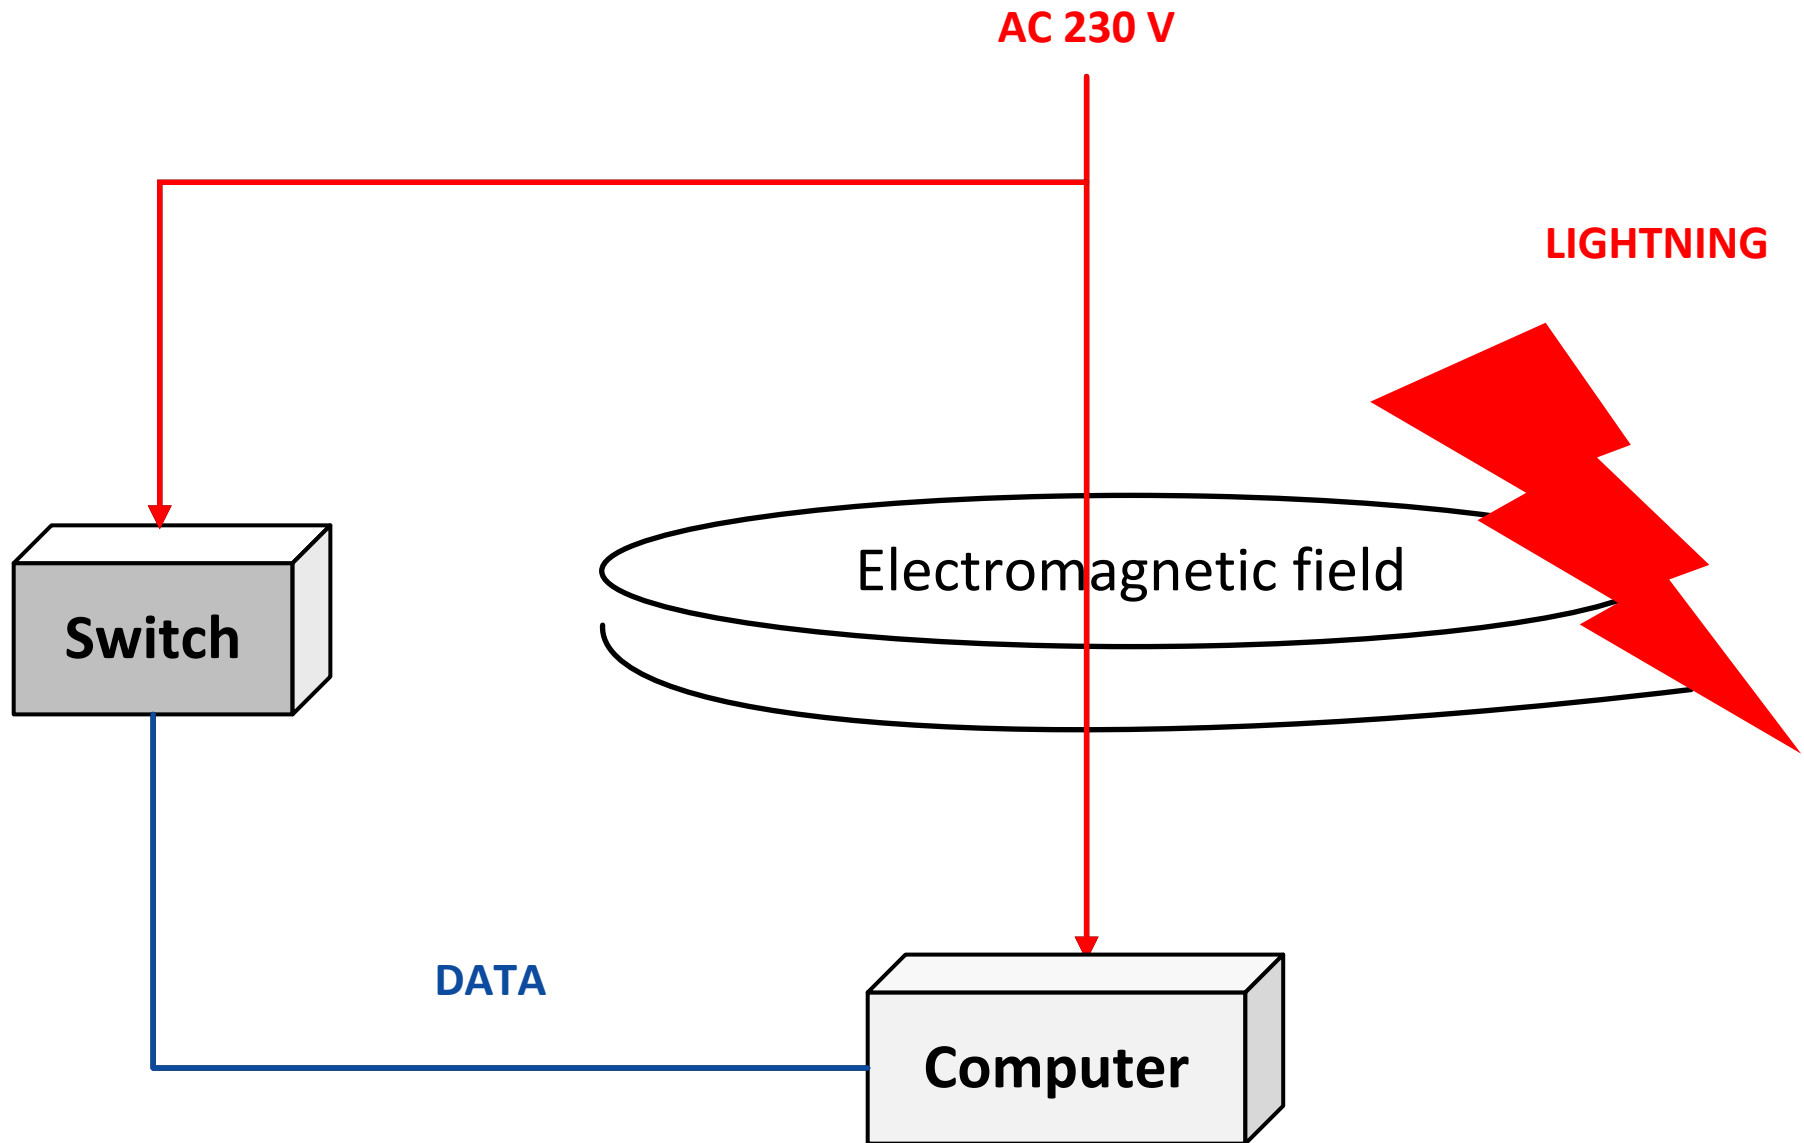 AC 230 V
LIGHTNING
Electromagnetic field
Switch
DATA
Computer